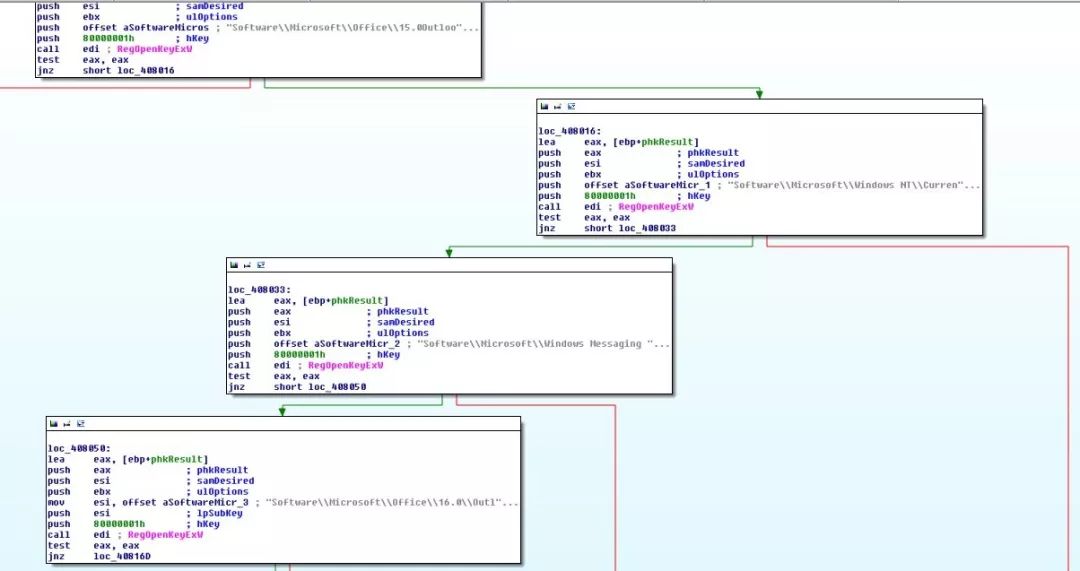 push esi ; samDesired
push ebx ; ulOptions
push offset aSoftwareMicros ; "Software\\Microsoft\\Office\\15.0Outloo"...
push 80000001h ; hKey
call edi ; RegOpenKeyExW
test eax, eax
jnz short loc_408016
loc_408016:
lea eax, [ebp+phkResult]
push eax ; phkResult
push esi ; samDesired
push ebx ; ulOptions
push offset aSoftwareMicr_1 ; "Software\\Microsoft\\Windows NT\\Curren"...
push 80000001h ; hKey
call edi ; RegOpenKeyExW
test eax, eax
jnz short loc_408033
loc_408033:
lea eax, [ebp+phkResult]
push eax ; phkResult
push esi ; samDesired
push ebx ; ulOptions
push offset aSoftwareMicr_2 ; "Software\\Microsoft\\Windows Messaging "...
push 80000001h ; hKey
call edi ; RegOpenKeyExW
test eax, eax
jnz short loc_408050
loc_408050:
lea eax, [ebp+phkResult]
push eax ; phkResult
push esi ; samDesired
push ebx ; ulOptions
mov esi, offset aSoftwareMicr_3 ; "Software\\Microsoft\\Office\\16.0\\Outl"...
push esi ; lpSubKey
push 80000001h ; hKey
call edi ; RegOpenKeyExW
test eax, eax
jnz loc_40816D